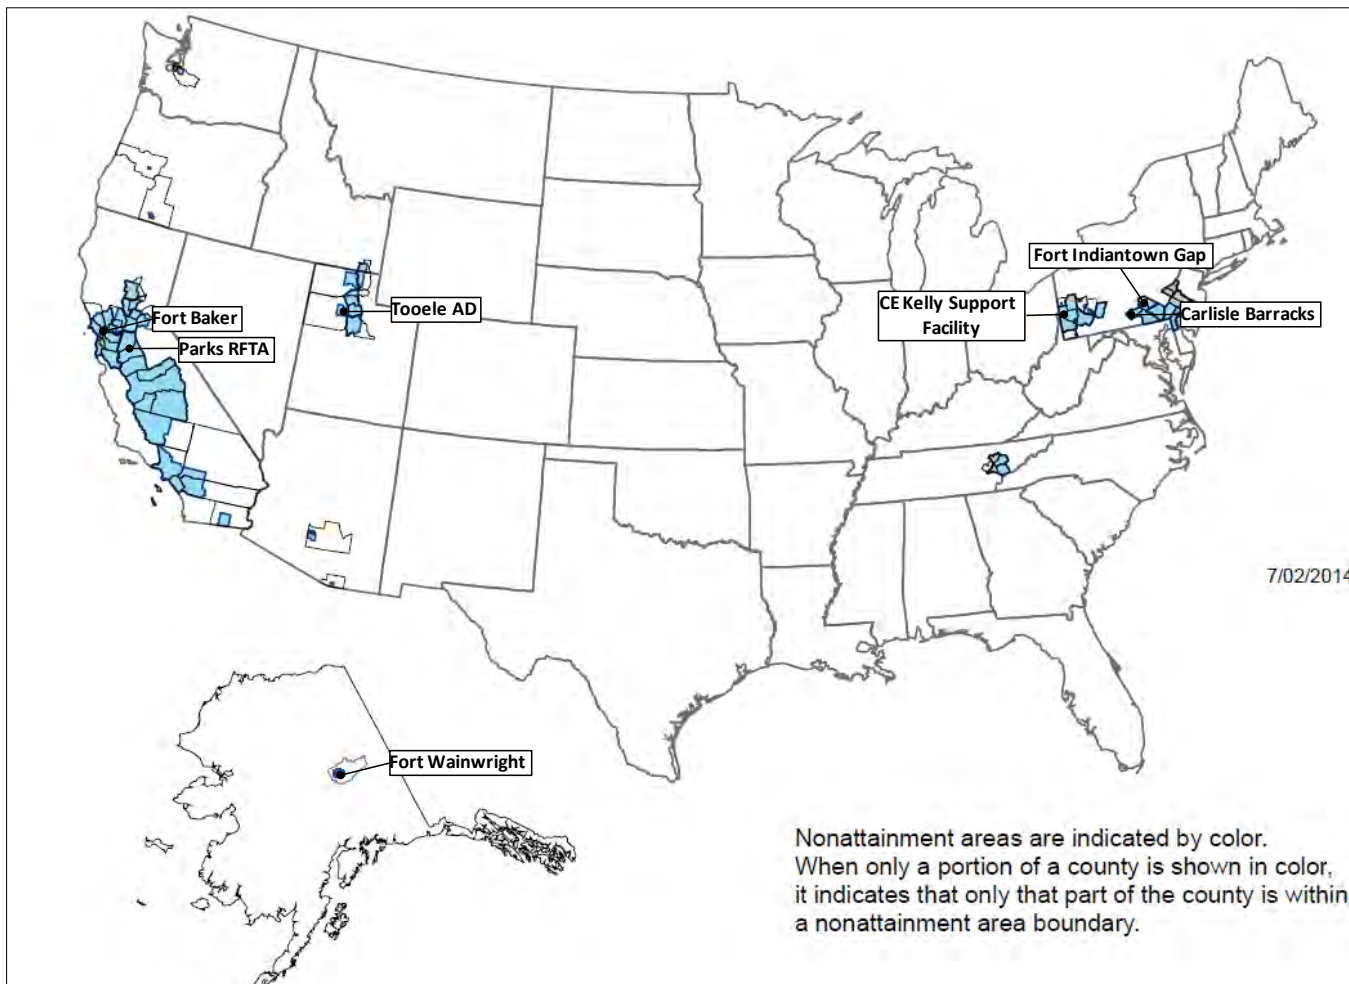 Fort Indiantown Gap
CE Kelly Support
Facility
Carlisle Barracks
Tooele AD
Fort Baker
Parks RFTA
7/02/2014
Fort Wainwright
Nonattainment areas are indicated by color.
When only a portion of a county is shown in color,
it indicates that only that part of the county is within
a nonattainment area boundary.